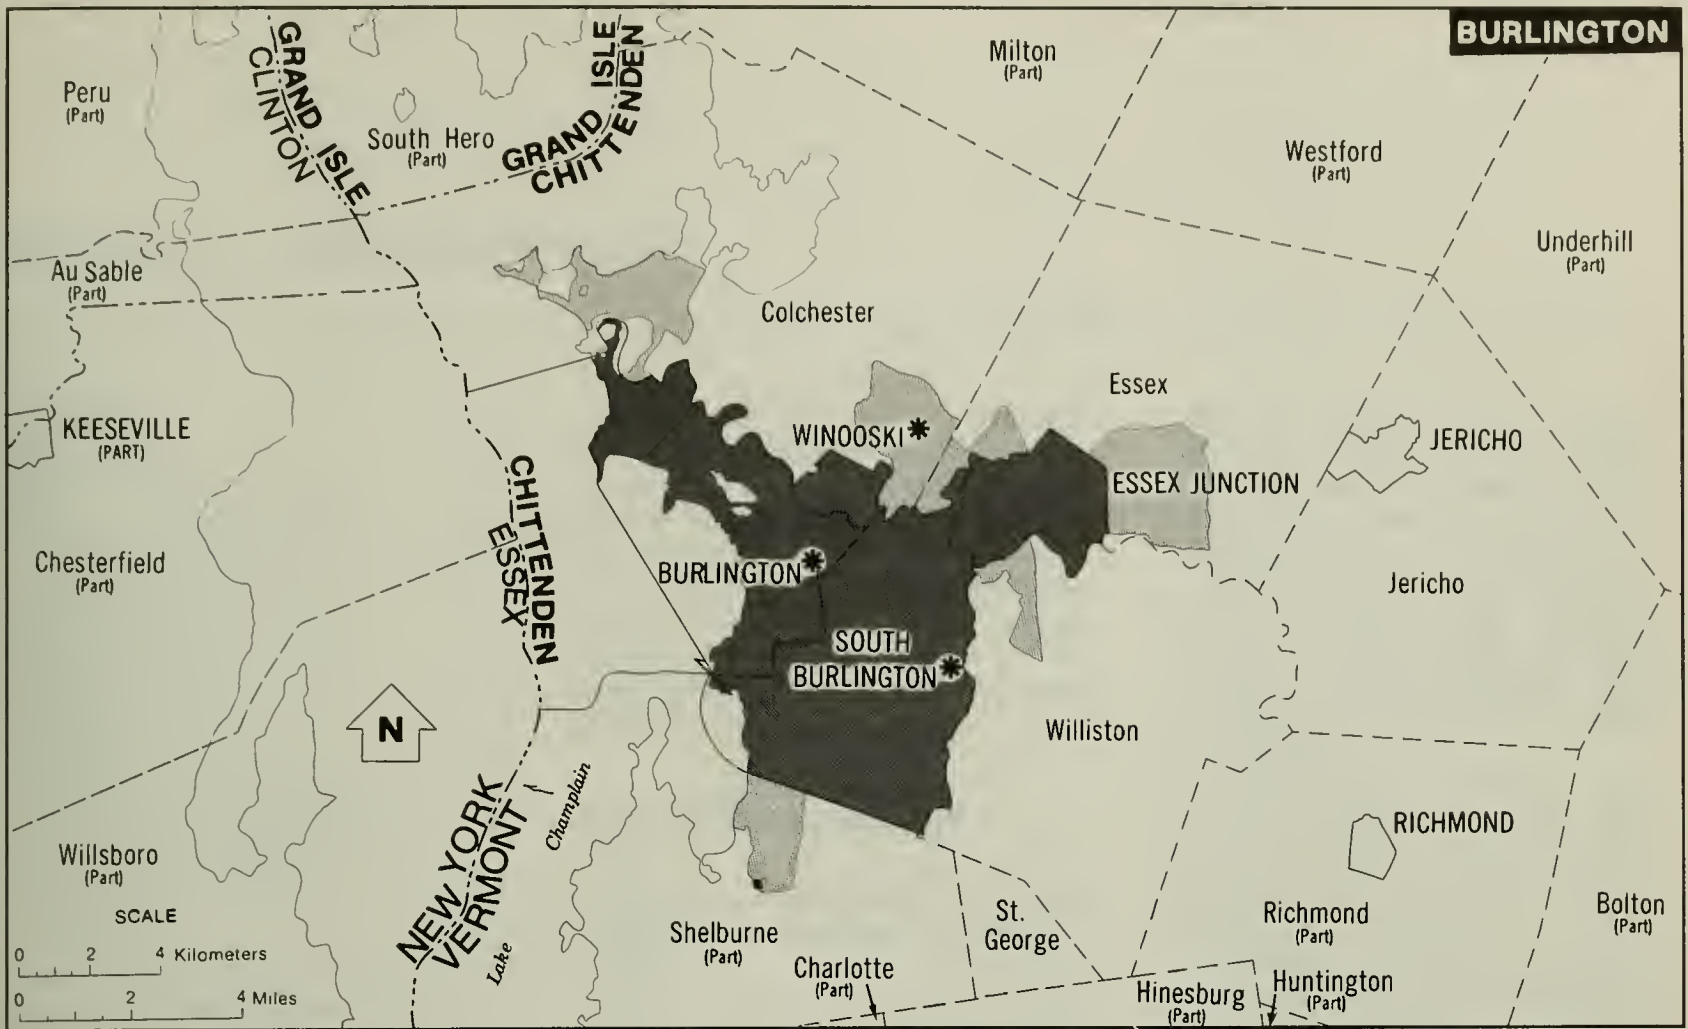 BURLINGTON
GRAND ISLE
CLINTON
GRAND ISLE
CHITTENDEN
Milton
(Part)
Peru
(Part)
South Hero
(Part)
GRAND ISLE
CHITTENDEN
Westford
(Part)
Underhill
(Part)
Au Sable
(Part)
Colchester
Essex
KEESEVILLE
(PART)
WINOOSKI
JERICHO
ESSEX JUNCTION
CHITTENDEN
ESSEX
Chesterfield
(Part)
BURLINGTON
Jericho
SOUTH
BURLINGTON
N
Williston
NEW YORK
VERMONT
Lake Champlain
RICHMOND
Willsboro
(Part)
SCALE
0 2 4 Kilometers
0 2 4 Miles
Shelburne
(Part)
St.
George
Richmond
(Part)
Bolton
(Part)
Charlotte
(Part)
Hinesburg
(Part)
Huntington
(Part)